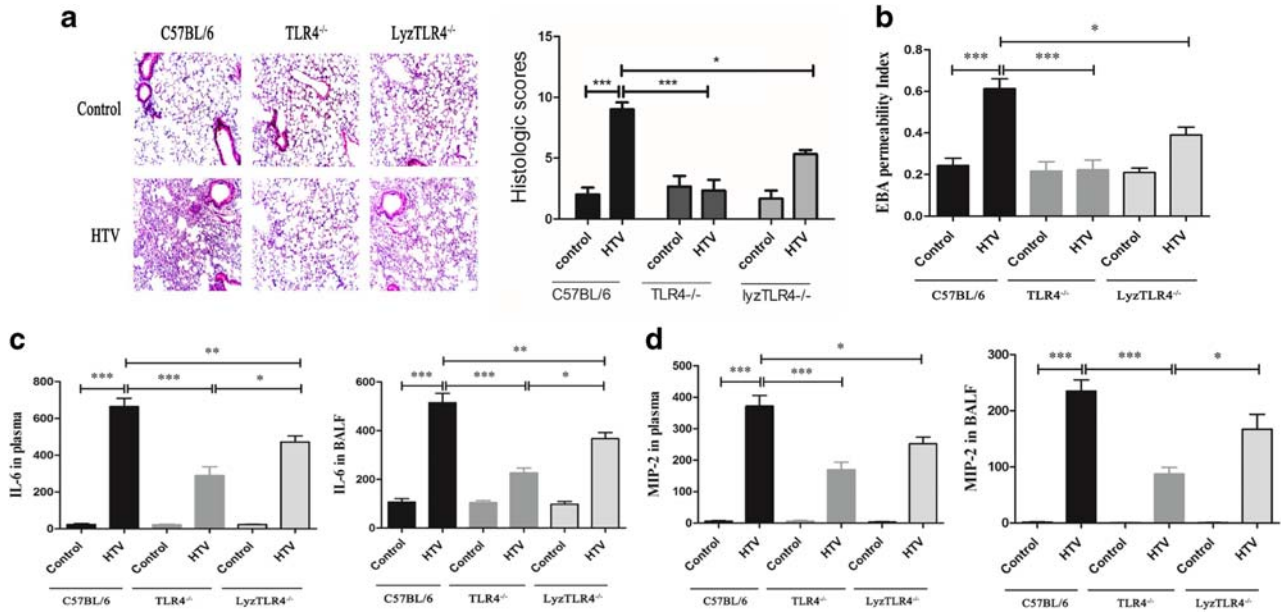 a
C57BL/6 TLR4-/- LyzTLR4-/-
Control
HTV
Histologic scores
15
10
5
0
*
*** ***
control HTV control HTV control HTV
C57BL/6 TLR4-/- lyzTLR4-/-
b
EBA permeability Index
0.8
0.6
0.4
0.2
0.0
*
*** ***
Control HTV Control HTV Control HTV
C57BL/6 TLR4-/- LyzTLR4-/-
c
IL-6 in plasma
800
600
400
200
0
**
*** *** *
Control HTV Control HTV Control HTV
C57BL/6 TLR4-/- LyzTLR4-/-
IL-6 in BALF
600
400
200
0
**
*** *** *
Control HTV Control HTV Control HTV
C57BL/6 TLR4-/- LyzTLR4-/-
d
MIP-2 in plasma
500
400
300
200
100
0
*
*** ***
Control HTV Control HTV Control HTV
C57BL/6 TLR4-/- LyzTLR4-/-
MIP-2 in BALF
300
200
100
0
*** *** *
Control HTV Control HTV Control HTV
C57BL/6 TLR4-/- LyzTLR4-/-